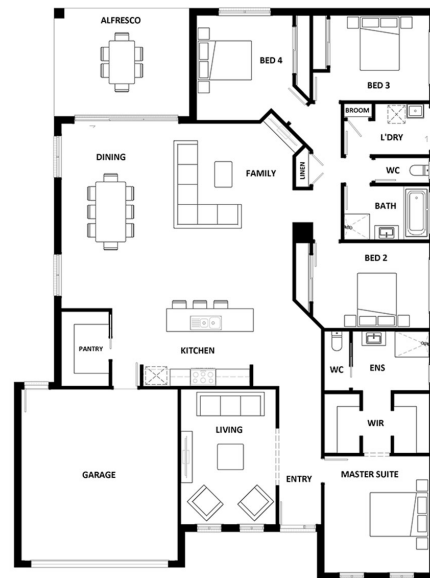 ALFRESCO
BED 4
BED 3
BROOM
L'DRY
DINING
FAMILY
LINEN
WC
BATH
BED 2
PANTRY
KITCHEN
WC
ENS
LIVING
WIR
GARAGE
ENTRY
MASTER SUITE